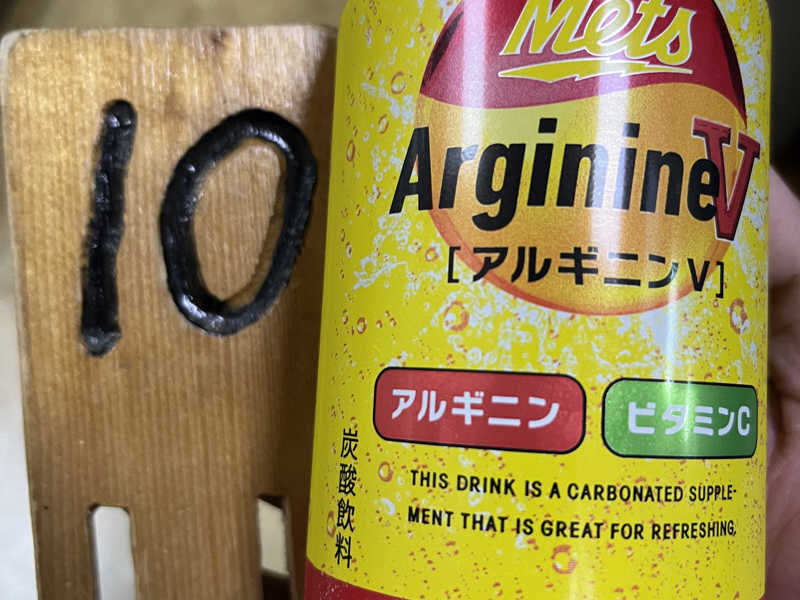 10
Mets
ArginineV
[アルギニンV]
アルギニン
ビタミンC
炭酸飲料
THIS DRINK IS A CARBONATED SUPPLE-
MENT THAT IS GREAT FOR REFRESHING.